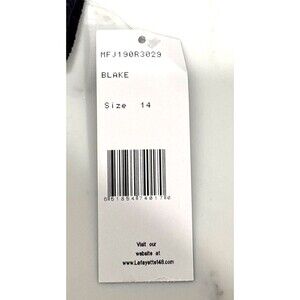 MFJ190R3029
BLAKE
Size 14
Visit our
website at
www.Lafayette148.com